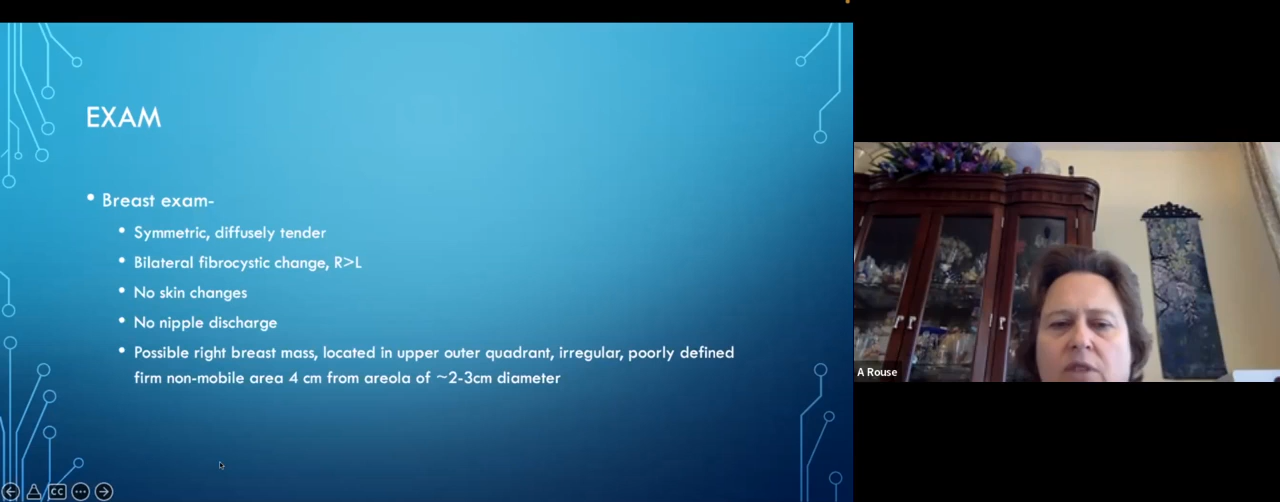 EXAM
• Breast exam-
• Symmetric, diffusely tender
• Bilateral fibrocystic change, R>L
• No skin changes
• No nipple discharge
• Possible right breast mass, located in upper outer quadrant, irregular, poorly defined
firm non-mobile area 4 cm from areola of ~2-3cm diameter
A Rouse
CC